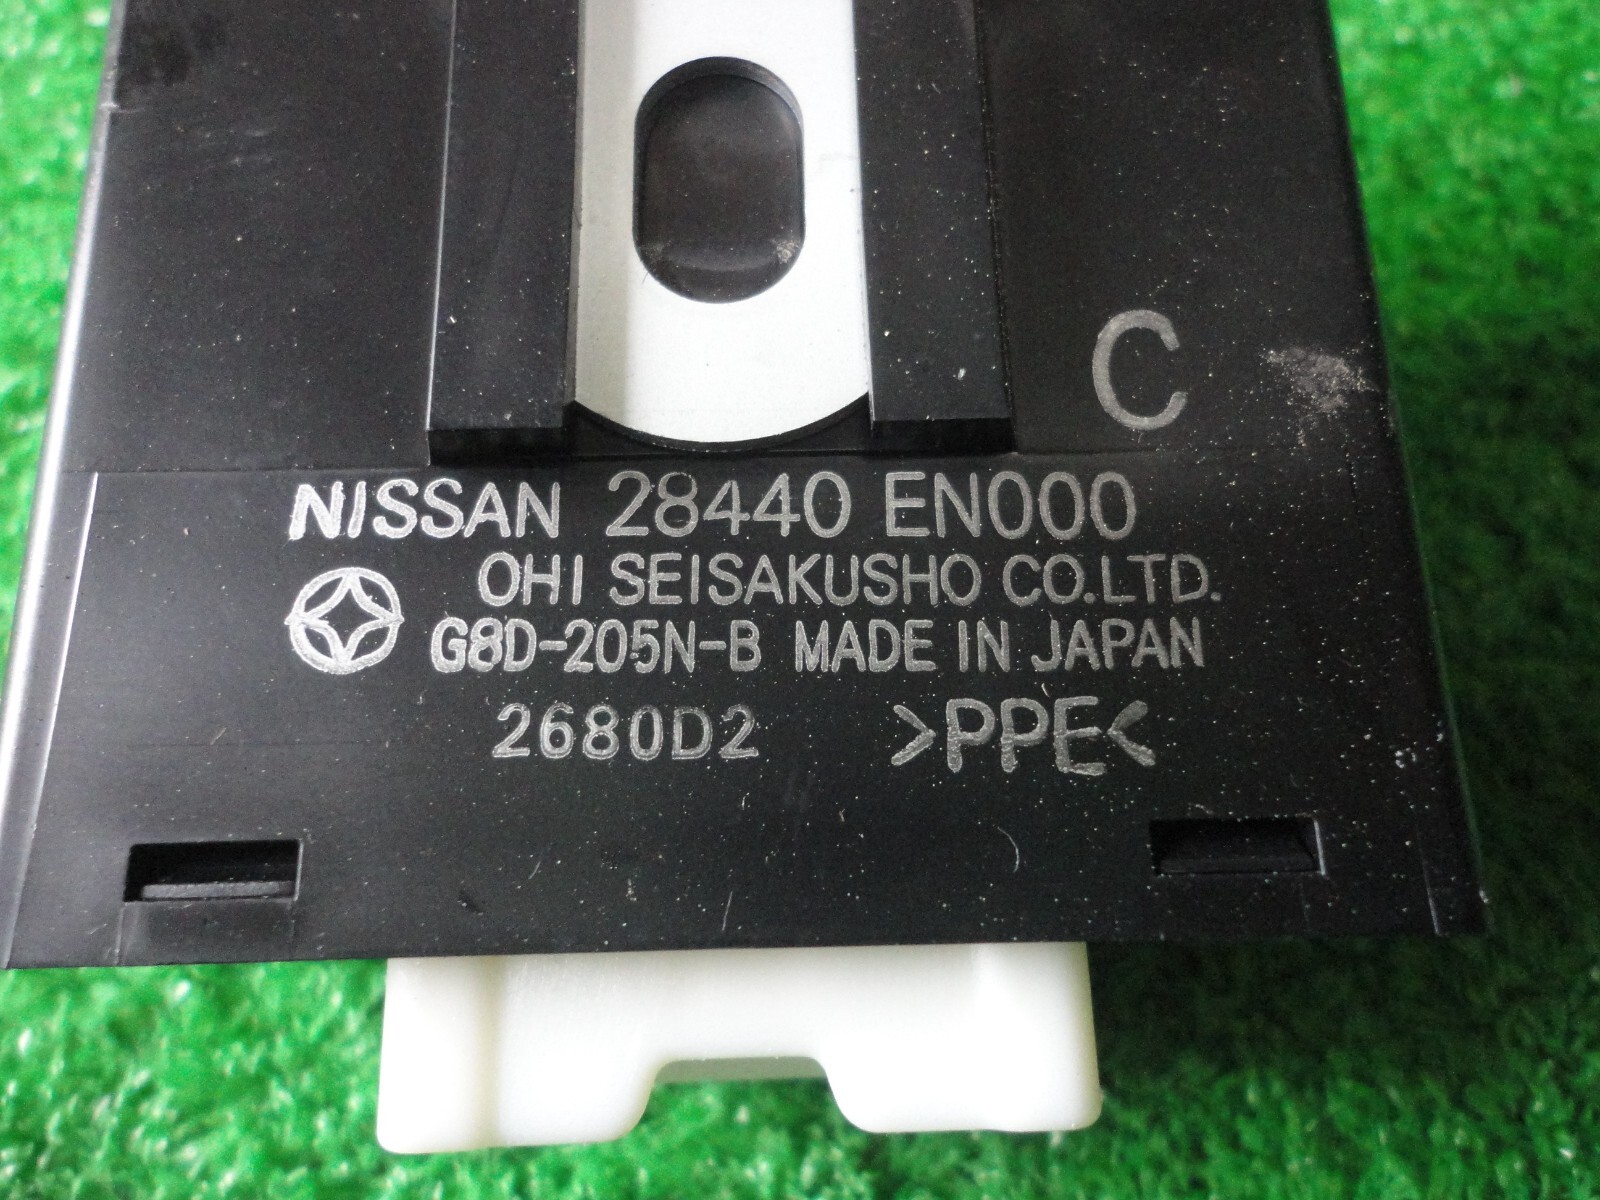 C
NISSAN 28440 EN000
OHI SEISAKUSHO CO.LTD.
G8D-205N-B MADE IN JAPAN
2680D2 >PPE<